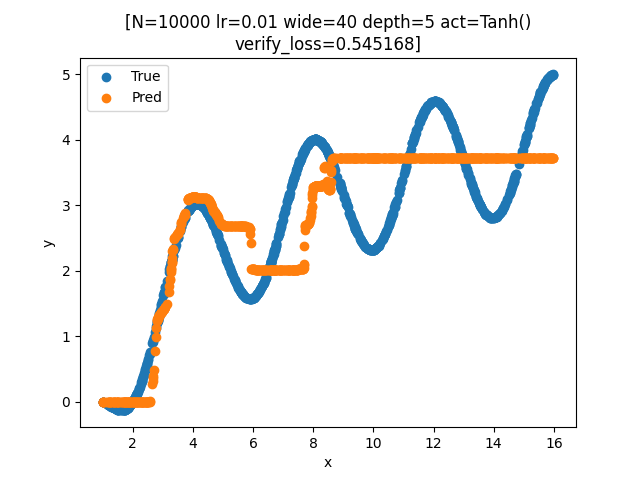 [N=10000 lr=0.01 wide=40 depth=5 act=Tanh()
verify_loss=0.545168]
True
Pred
5
4
3
2
1
0
y
2 4 6 8 10 12 14 16
x